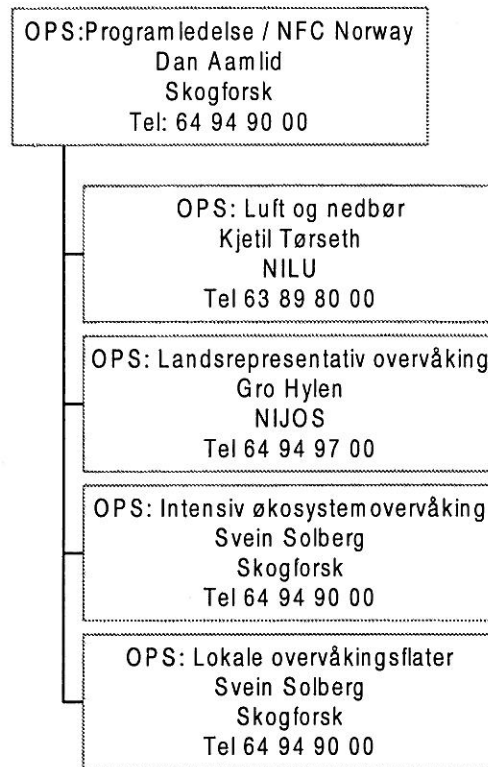 OPS:Programledelse / NFC Norway
Dan Aamlid
Skogforsk
Tel: 64 94 90 00
OPS: Luft og nedbør
Kjetil Tørseth
NILU
Tel 63 89 80 00
OPS: Landsrepresentativ overvåking
Gro Hylen
NIJOS
Tel 64 94 97 00
OPS: Intensiv økosystemovervåking
Svein Solberg
Skogforsk
Tel 64 94 90 00
OPS: Lokale overvåkingsflater
Svein Solberg
Skogforsk
Tel 64 94 90 00